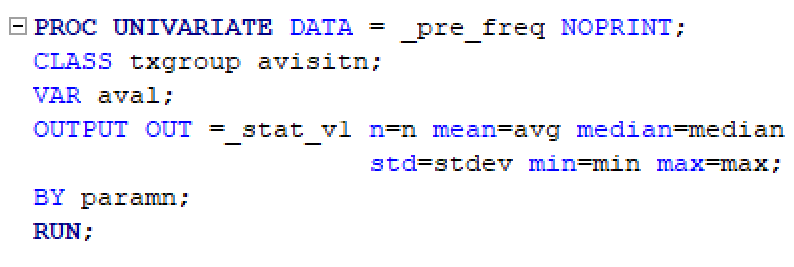 PROC UNIVARIATE DATA = _pre_freq NOPRINT;
CLASS txgroup avisitn;
VAR aval;
OUTPUT OUT =_stat_vl n=n mean=avg median=median
std=stdev min=min max=max;
BY paramn;
RUN;